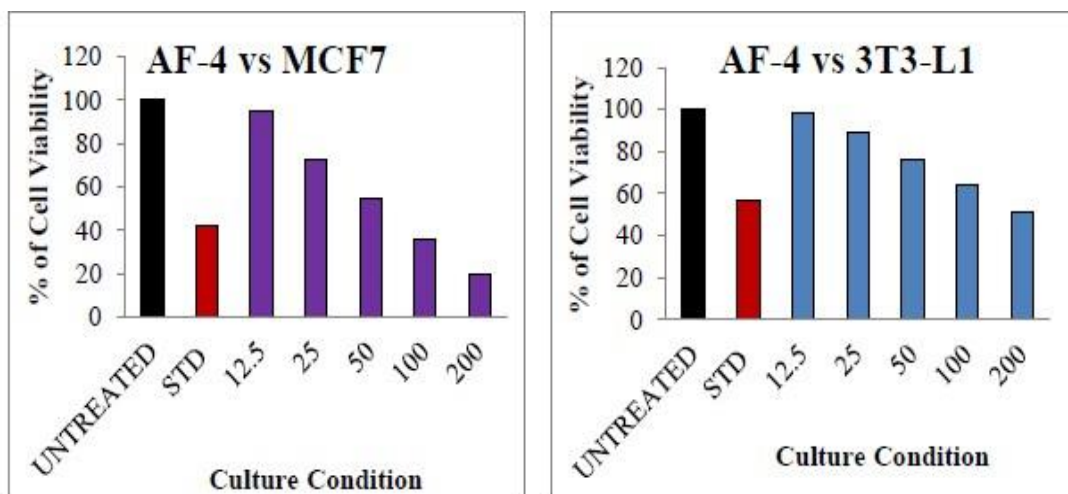 AF-4 vs MCF7
% of Cell Viability
120
100
80
60
40
20
0
UNTREATED
STD
12.5
25
50
100
200
Culture Condition
AF-4 vs 3T3-L1
% of Cell Viability
120
100
80
60
40
20
0
UNTREATED
STD
12.5
25
50
100
200
Culture Condition